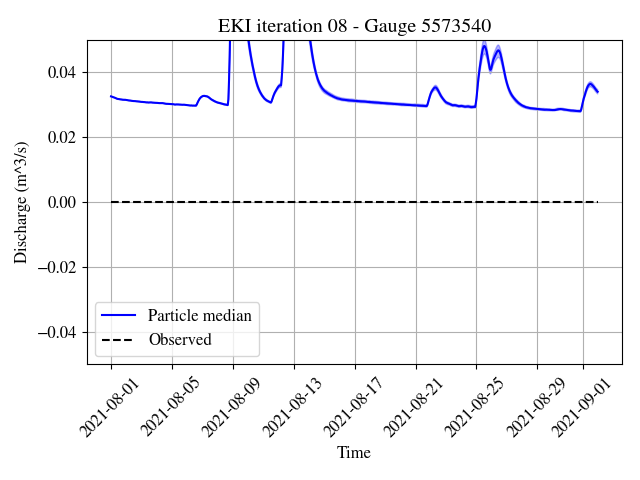 EKI iteration 08 - Gauge 5573540
Discharge (m^3/s)
0.04
0.02
0.00
−0.02
−0.04
Particle median
Observed
2021-08-01
2021-08-05
2021-08-09
2021-08-13
2021-08-17
2021-08-21
2021-08-25
2021-08-29
2021-09-01
Time